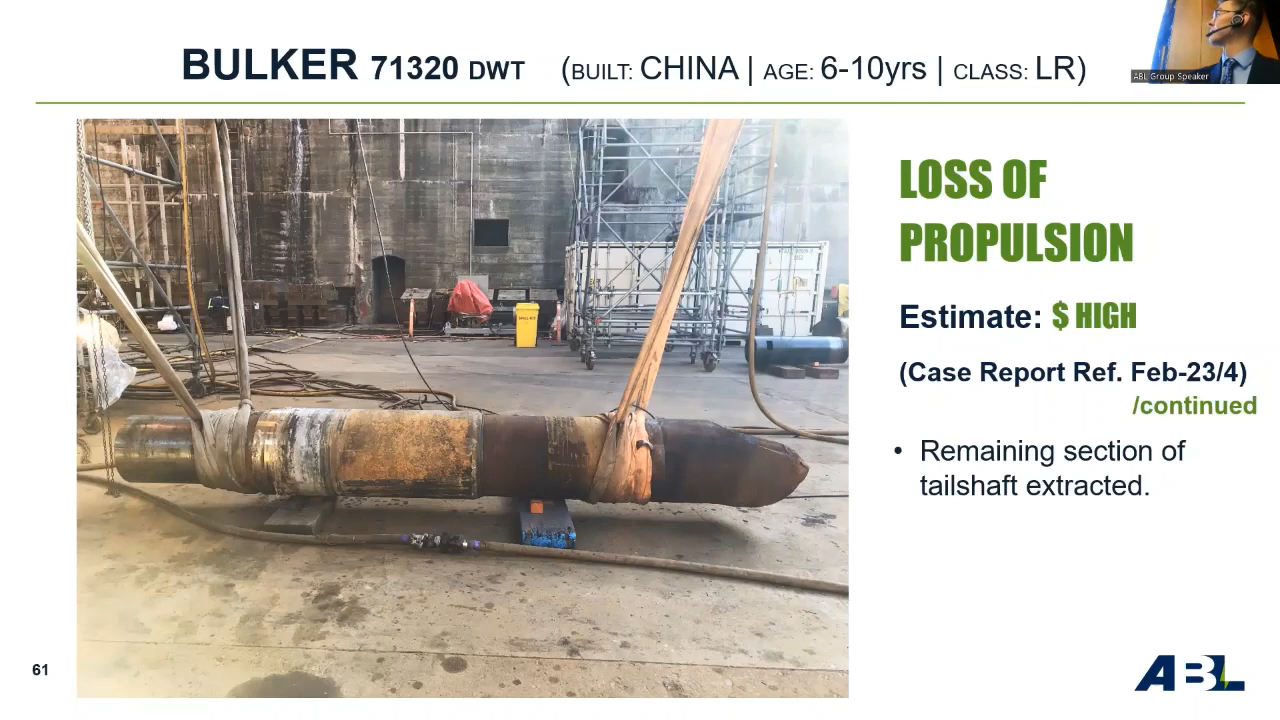 BULKER 71320 DWT (BUILT: CHINA | AGE: 6-10yrs | CLASS: LR)
ABL Group Speaker
LOSS OF
PROPULSION
Estimate: $ HIGH
(Case Report Ref. Feb-23/4)
/continued
• Remaining section of
tailshaft extracted.
61
ABL